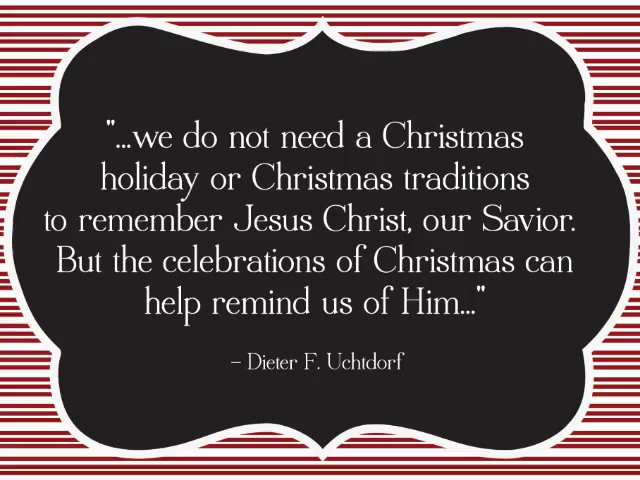 "...we do not need a Christmas
holiday or Christmas traditions
to remember Jesus Christ, our Savior.
But the celebrations of Christmas can
help remind us of Him..."
– Dieter F. Uchtdorf